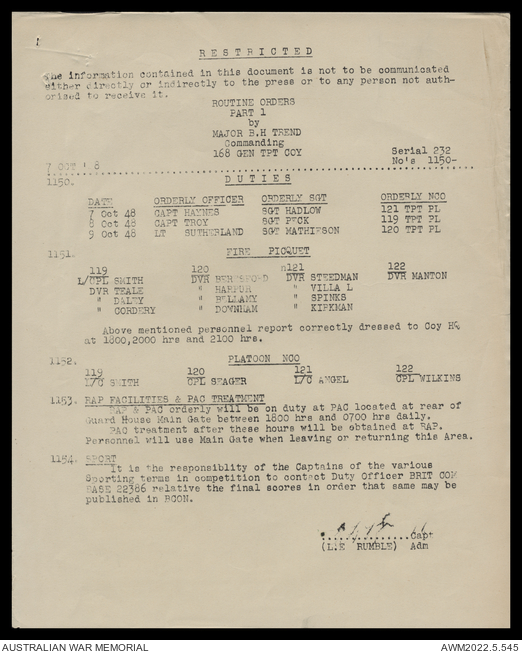 RESTRICTED
The information contained in this document is not to be communicated
either directly or indirectly to the press or to any person not auth-
orised to receive it.
ROUTINE ORDERS
PART 1
by
MAJOR B.H TREND
Commanding
168 GEN TPT COY
Serial 232
7 OCT 48 No's 1150-
1150. DUTIES
DATE ORDERLY OFFICER ORDERLY SGT ORDERLY NCO
7 Oct 48 CAPT HAYNES SGT HADLOW 121 TPT PL
8 Oct 48 CAPT TROY SGT PECK 119 TPT PL
9 Oct 48 LT SUTHERLAND SGT MATHIESON 120 TPT PL
1151. FIRE PICQUET
119 120 121 122
L/CPL SMITH DVR BERESFORD DVR STEEDMAN DVR MANTON
DVR TEALE " HARPUR " VILLA L
" DALEY " BELLAMY " SPINKS
" CORDERY " DOWNHAM " KIRKMAN
Above mentioned personnel report correctly dressed to Coy HQ
at 1800,2000 hrs and 2100 hrs.
1152. PLATOON NCO
119 120 121 122
L/C SMITH CPL SEAGER L/C ANGEL CPL WILKINS
1153. RAP FACILITIES & PAC TREATMENT
RAP & PAC orderly will be on duty at PAC located at rear of
Guard House Main Gate between 1800 hrs and 0700 hrs daily.
PAC treatment after these hours will be obtained at RAP.
Personnel will use Main Gate when leaving or returning this Area.
1154. SPORT
It is the responsiblity of the Captains of the various
Sporting terms in competition to contact Duty Officer BRIT COM
BASE 22386 relative the final scores in order that same may be
published in BCON.
Capt
(L.E RUMBLE) Adm
AUSTRALIAN WAR MEMORIAL AWM2022.5.545